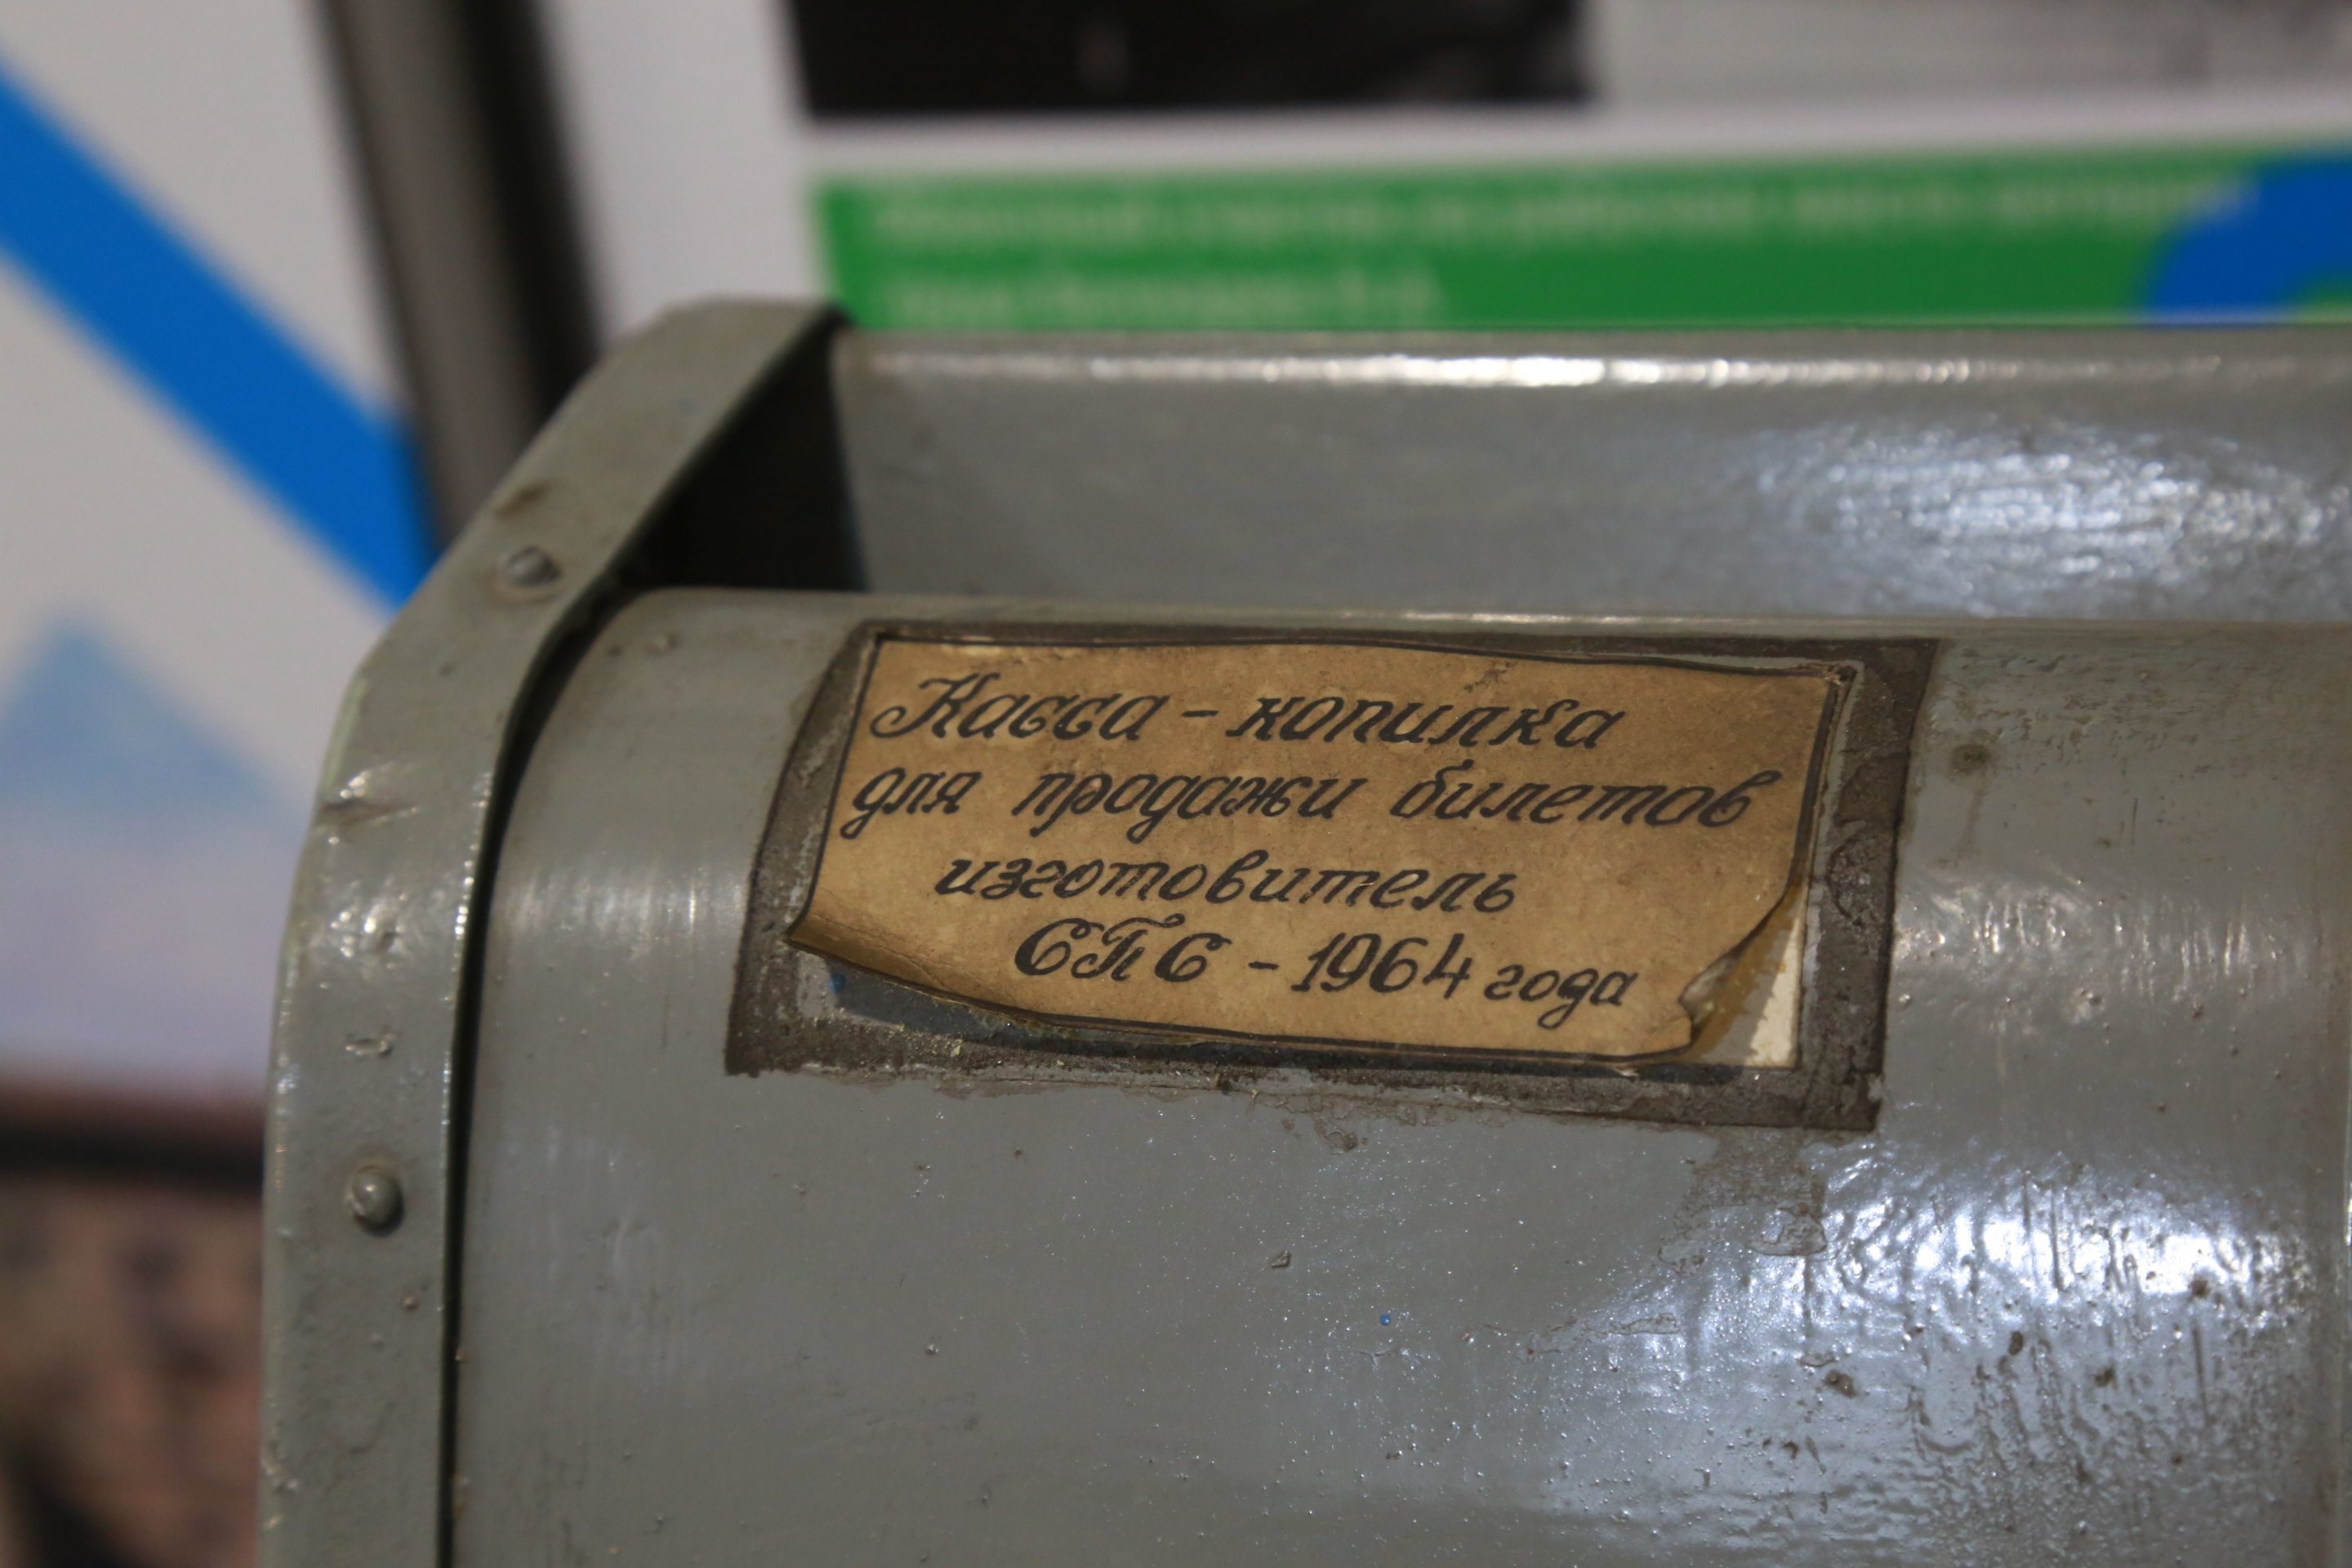 Касса - копилка
для продажи билетов
изготовитель
СПС - 1964 года